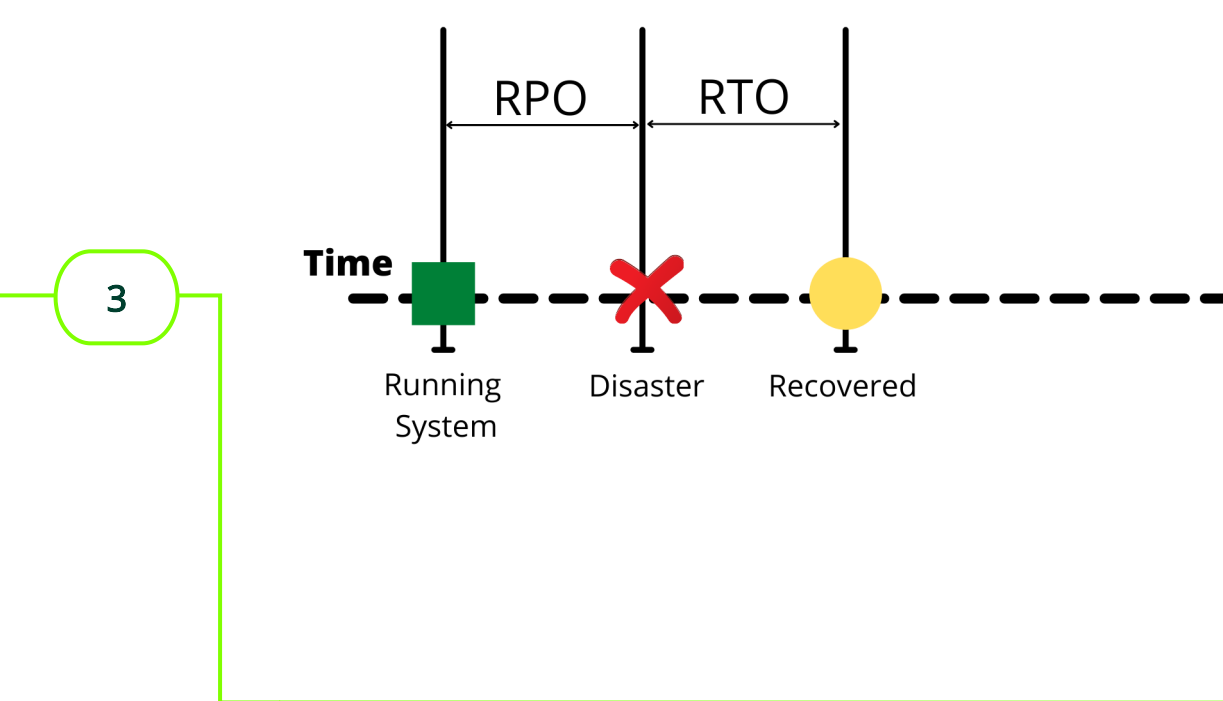 RPO
RTO
Time
3
Running
System
Disaster
Recovered